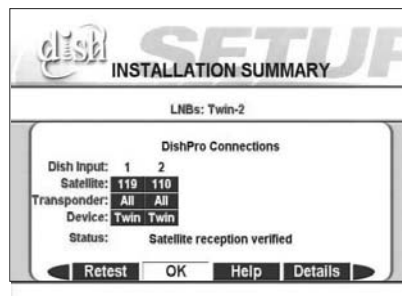 dish
SETUP
INSTALLATION SUMMARY
LNBs: Twin-2
DishPro Connections
Dish Input: 1 2
Satellite: 119 110
Transponder: All All
Device: Twin Twin
Status: Satellite reception verified
Retest OK Help Details